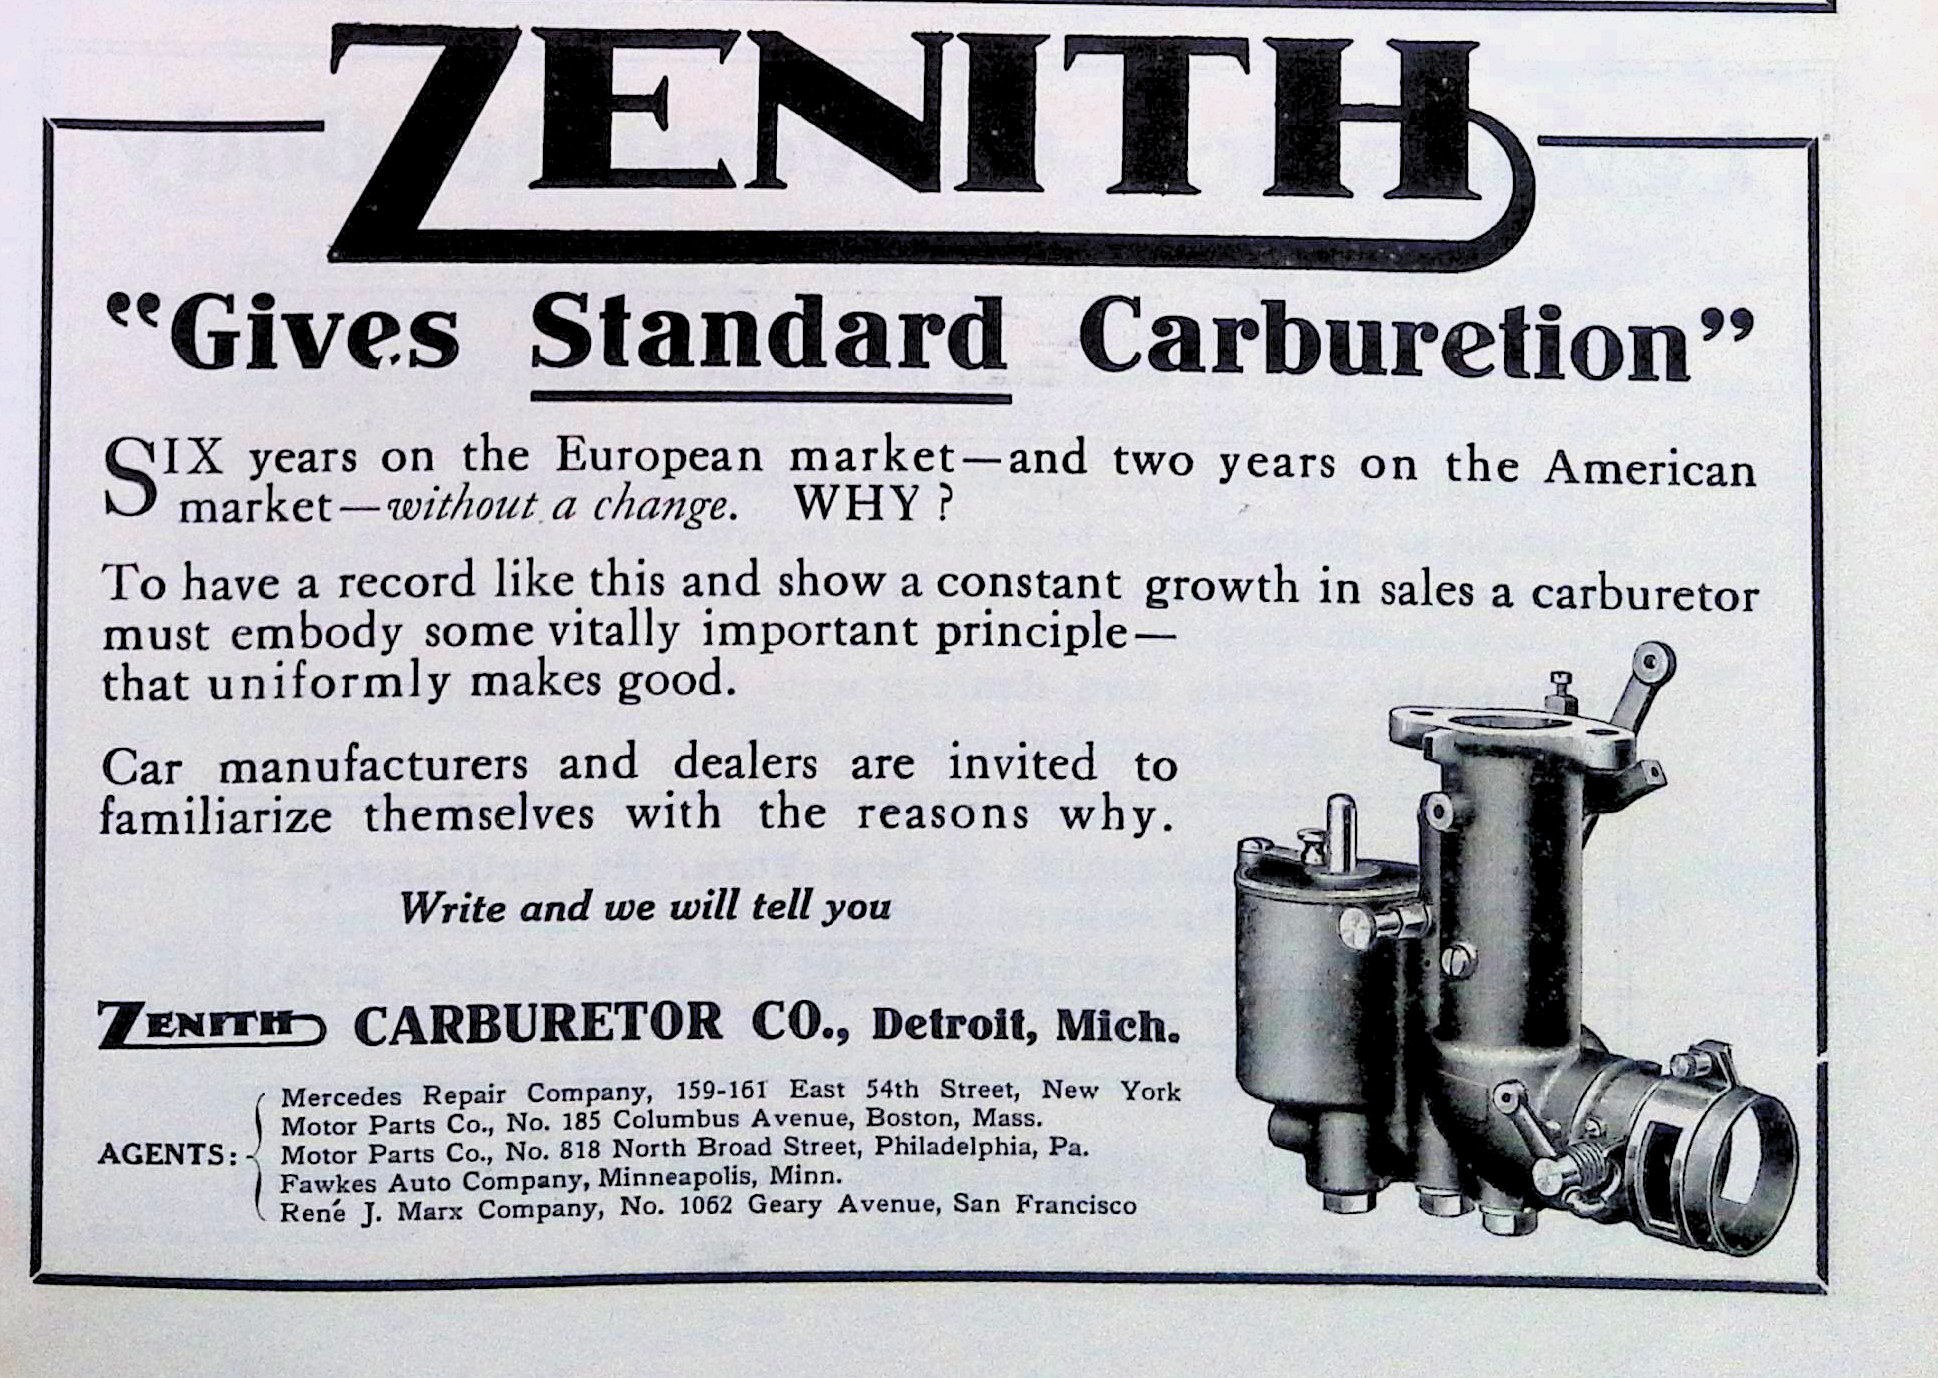 ZENITH
“Gives Standard Carburetion”
SIX years on the European market—and two years on the American
market—without a change. WHY?
To have a record like this and show a constant growth in sales a carburetor
must embody some vitally important principle—
that uniformly makes good.
Car manufacturers and dealers are invited to
familiarize themselves with the reasons why.
Write and we will tell you
ZENITH CARBURETOR CO., Detroit, Mich.
AGENTS:
Mercedes Repair Company, 159-161 East 54th Street, New York
Motor Parts Co., No. 185 Columbus Avenue, Boston, Mass.
Motor Parts Co., No. 818 North Broad Street, Philadelphia, Pa.
Fawkes Auto Company, Minneapolis, Minn.
René J. Marx Company, No. 1062 Geary Avenue, San Francisco